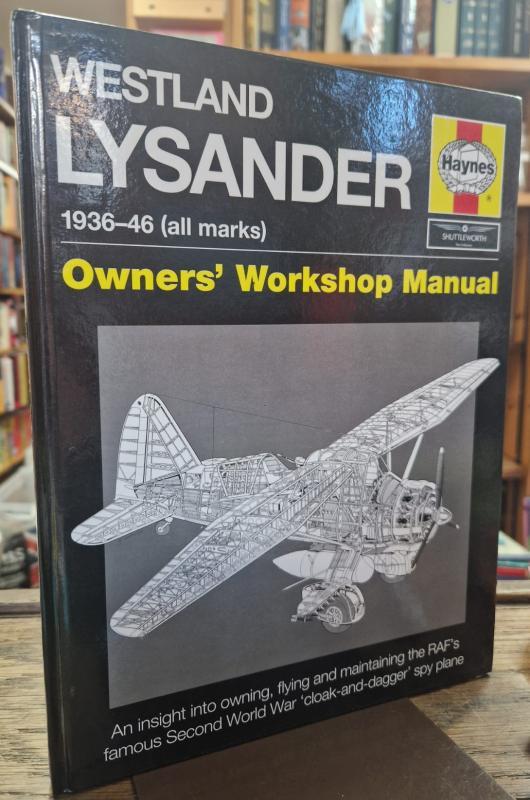 WESTLAND
LYSANDER
1936–46 (all marks)
Haynes
®
SHUTTLEWORTH
Owners' Workshop Manual
An insight into owning, flying and maintaining the RAF's
famous Second World War 'cloak-and-dagger' spy plane